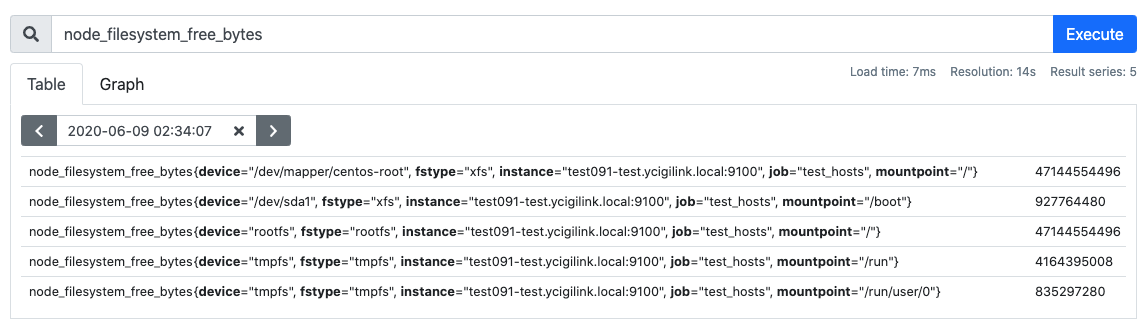 node_filesystem_free_bytes Execute
Load time: 7ms Resolution: 14s Result series: 5
Table Graph
2020-06-09 02:34:07
node_filesystem_free_bytes{device="/dev/mapper/centos-root", fstype="xfs", instance="test091-test.ycigilink.local:9100", job="test_hosts", mountpoint="/"} 47144554496
node_filesystem_free_bytes{device="/dev/sda1", fstype="xfs", instance="test091-test.ycigilink.local:9100", job="test_hosts", mountpoint="/boot"} 927764480
node_filesystem_free_bytes{device="rootfs", fstype="rootfs", instance="test091-test.ycigilink.local:9100", job="test_hosts", mountpoint="/"} 47144554496
node_filesystem_free_bytes{device="tmpfs", fstype="tmpfs", instance="test091-test.ycigilink.local:9100", job="test_hosts", mountpoint="/run"} 4164395008
node_filesystem_free_bytes{device="tmpfs", fstype="tmpfs", instance="test091-test.ycigilink.local:9100", job="test_hosts", mountpoint="/run/user/0"} 835297280